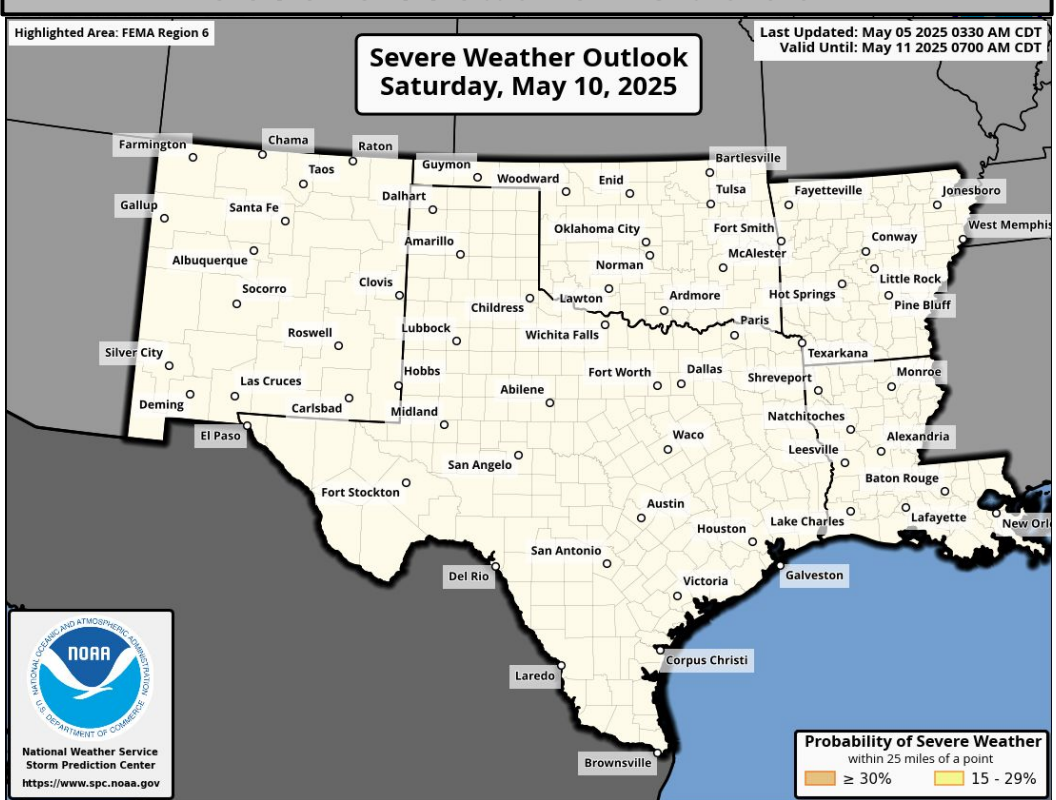 Highlighted Area: FEMA Region 6
Severe Weather Outlook
Saturday, May 10, 2025
Last Updated: May 05 2025 0330 AM CDT
Valid Until: May 11 2025 0700 AM CDT
Farmington
Chama
Raton
Taos
Guymon
Woodward
Enid
Bartlesville
Tulsa
Fayetteville
Jonesboro
Gallup
Santa Fe
Dalhart
Oklahoma City
Fort Smith
West Memphis
Albuquerque
Amarillo
Norman
McAlester
Conway
Socorro
Clovis
Childress
Lawton
Ardmore
Hot Springs
Little Rock
Pine Bluff
Roswell
Lubbock
Wichita Falls
Paris
Texarkana
Silver City
Las Cruces
Hobbs
Abilene
Fort Worth
Dallas
Shreveport
Monroe
Deming
Carlsbad
Midland
Natchitoches
El Paso
San Angelo
Waco
Leesville
Alexandria
Fort Stockton
Austin
Baton Rouge
Houston
Lake Charles
Lafayette
New Orl
San Antonio
Del Rio
Victoria
Galveston
Laredo
Corpus Christi
Brownsville
NATIONAL OCEANIC AND ATMOSPHERIC ADMINISTRATION
NOAA
U.S. DEPARTMENT OF COMMERCE
National Weather Service
Storm Prediction Center
https://www.spc.noaa.gov
Probability of Severe Weather
within 25 miles of a point
≥ 30%
15 - 29%